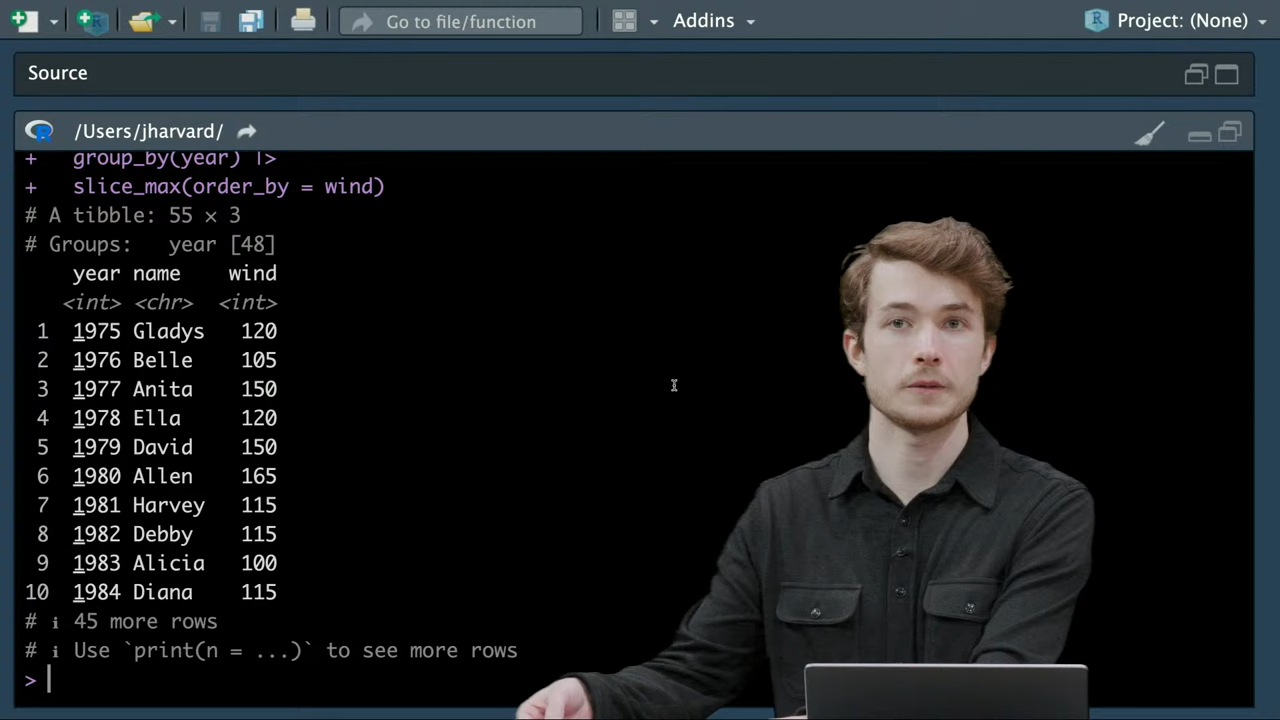 Go to file/function
Addins
Project: (None)
Source
/Users/jharvard/
+ group_by(year) |>
+ slice_max(order_by = wind)
# A tibble: 55 × 3
# Groups: year [48]
year name wind
<int> <chr> <int>
1 1975 Gladys 120
2 1976 Belle 105
3 1977 Anita 150
4 1978 Ella 120
5 1979 David 150
6 1980 Allen 165
7 1981 Harvey 115
8 1982 Debby 115
9 1983 Alicia 100
10 1984 Diana 115
# ℹ 45 more rows
# ℹ Use `print(n = ...)` to see more rows
>